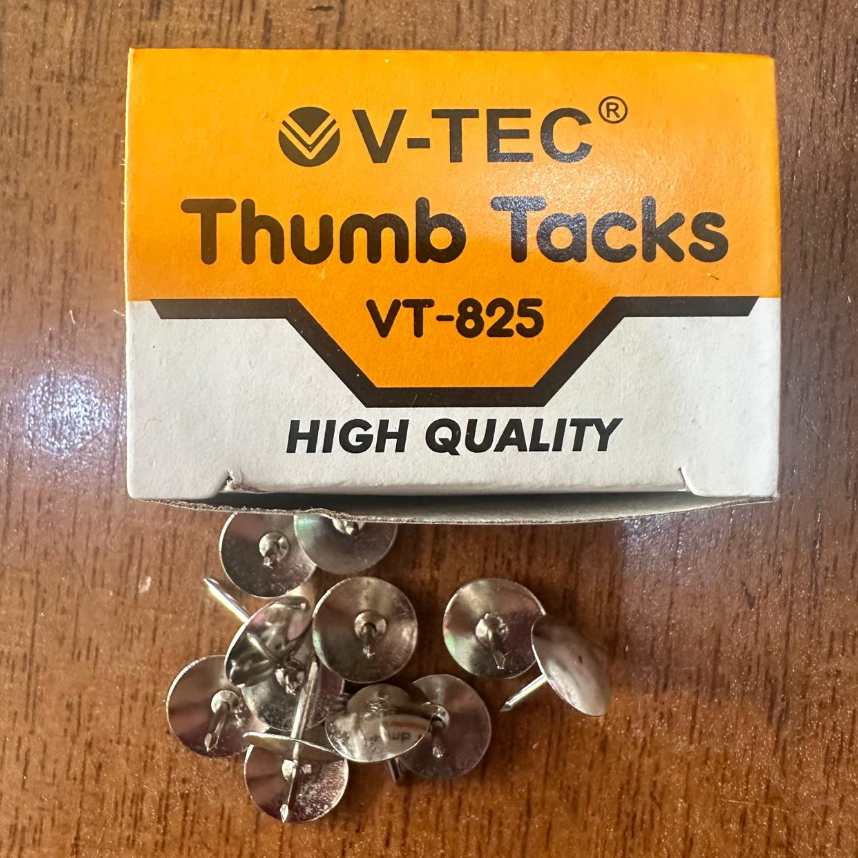 V-TEC®
Thumb Tacks
VT-825
HIGH QUALITY